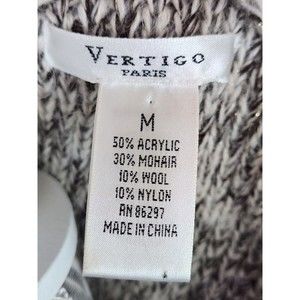 VERTIGO
PARIS
M
50% ACRYLIC
30% MOHAIR
10% WOOL
10% NYLON
RN 86297
MADE IN CHINA